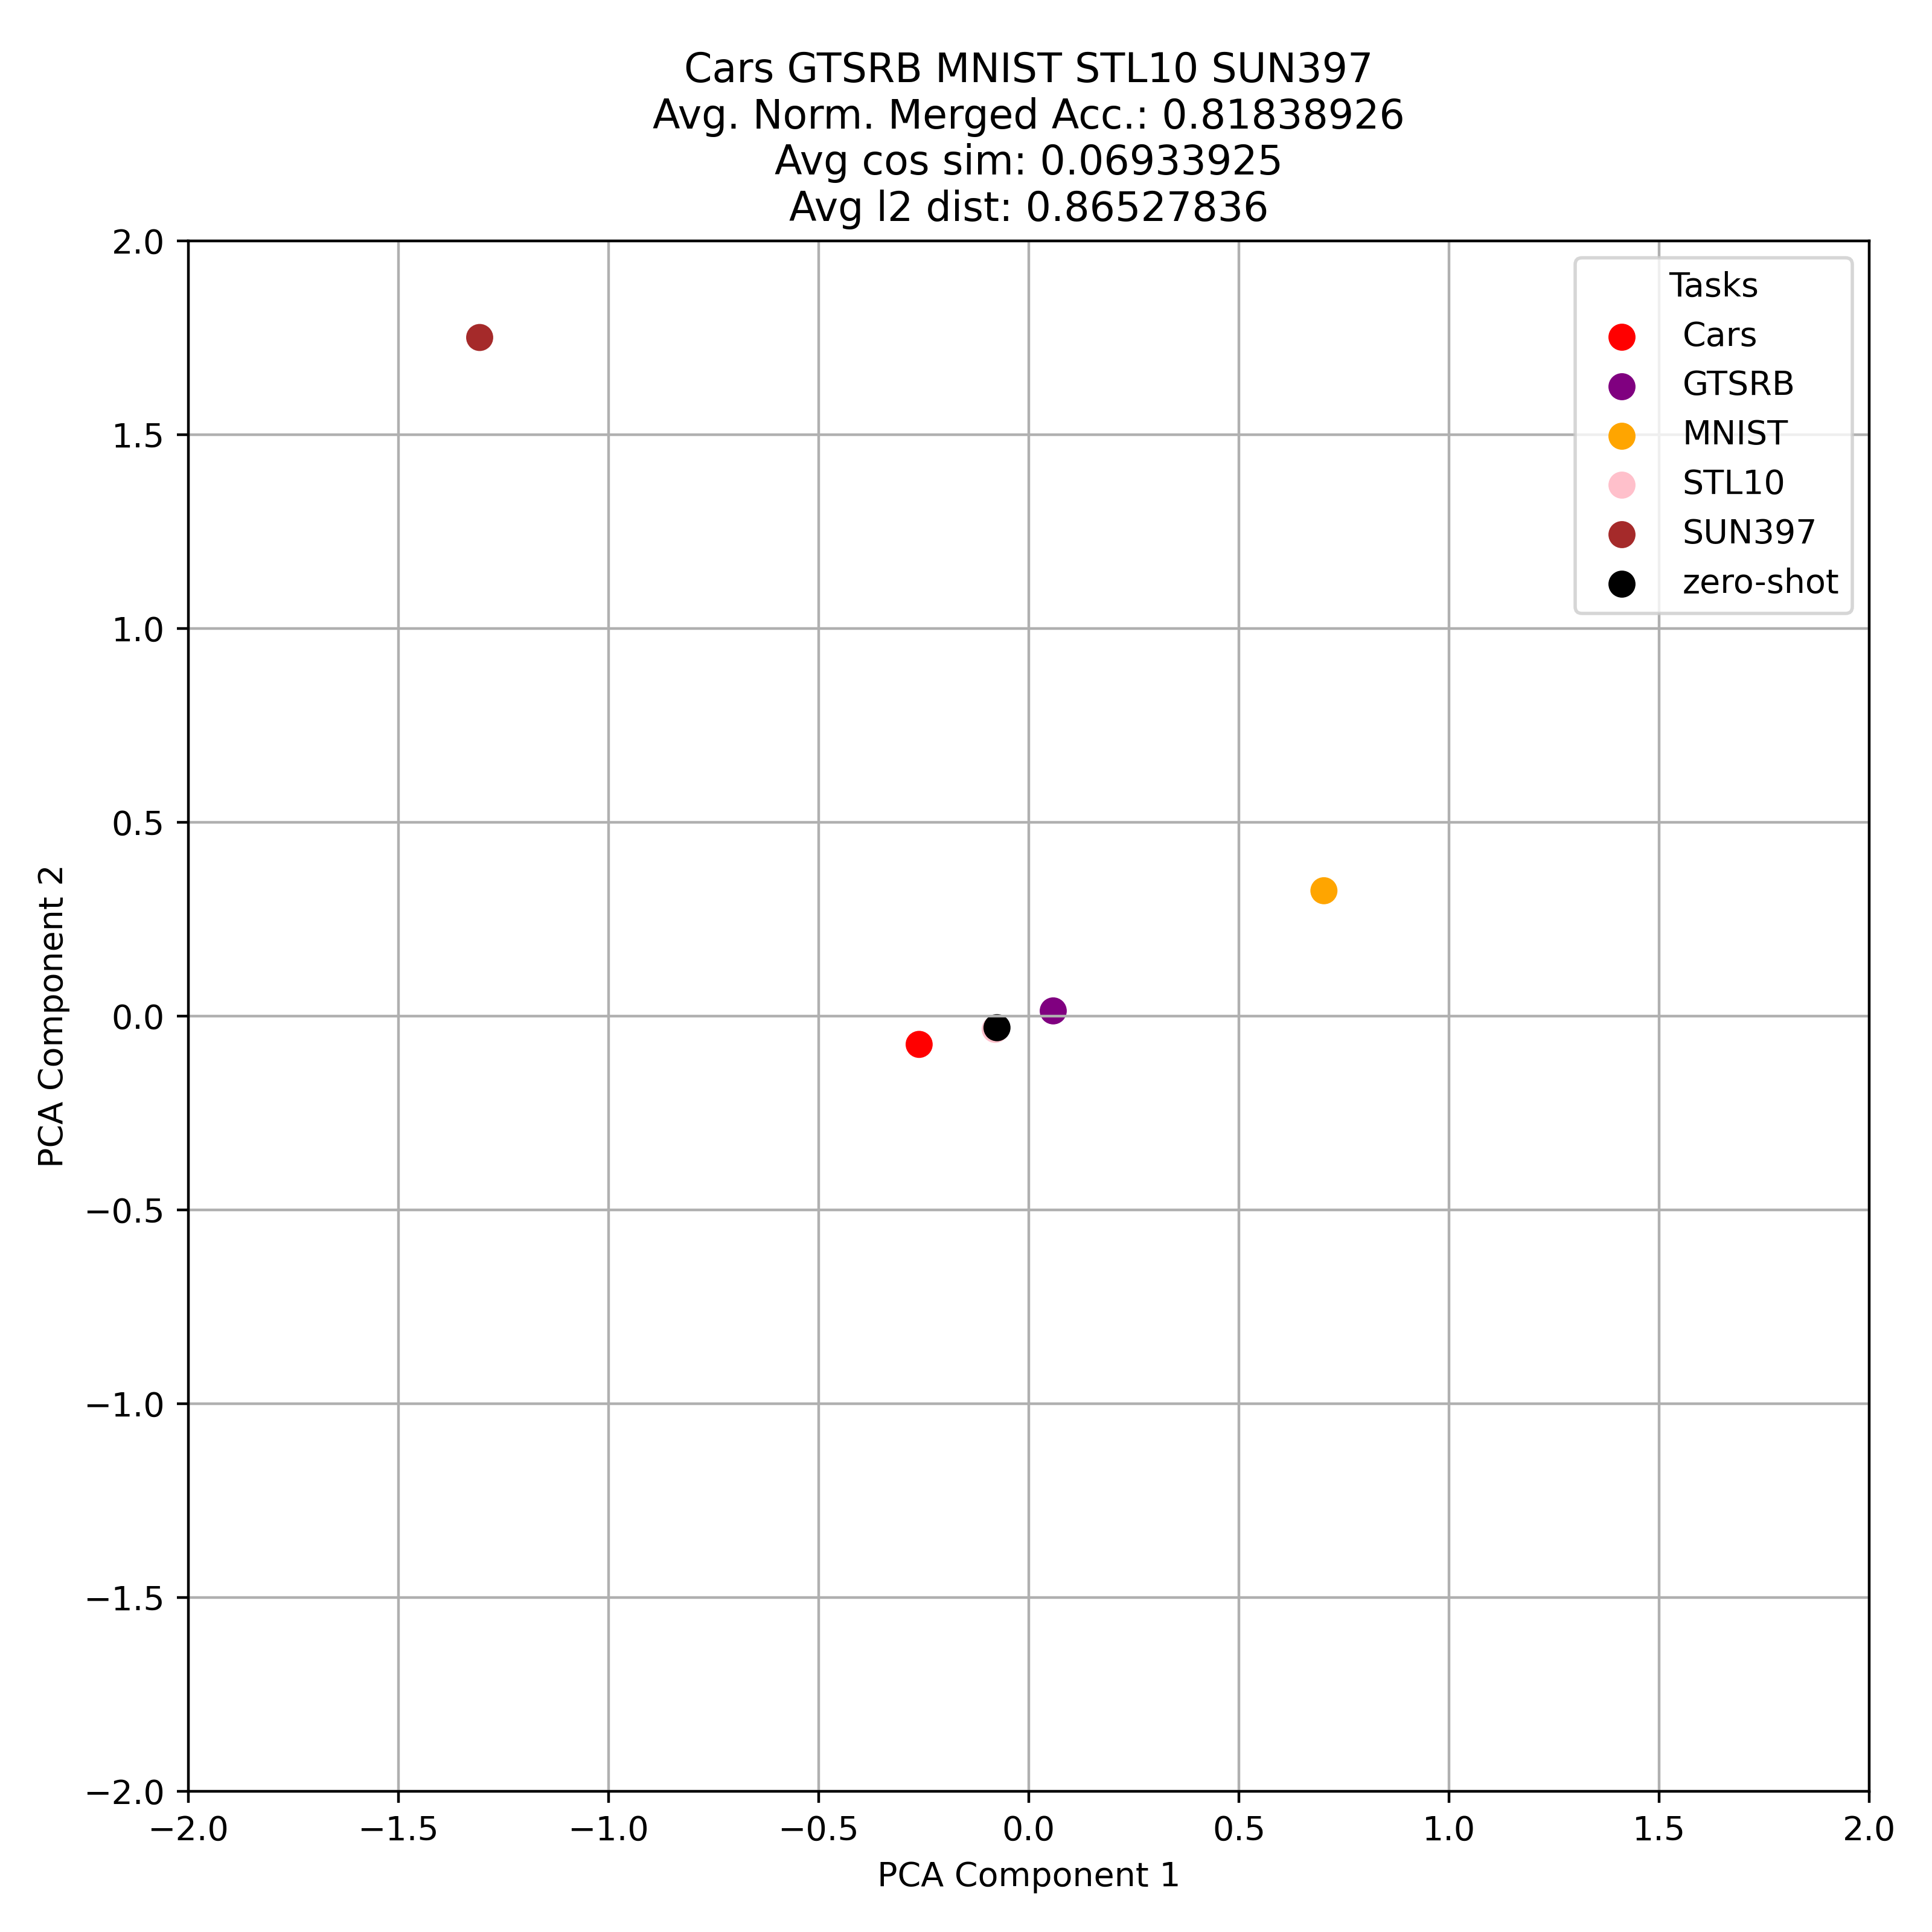 Cars GTSRB MNIST STL10 SUN397
Avg. Norm. Merged Acc.: 0.81838926
Avg cos sim: 0.06933925
Avg l2 dist: 0.86527836
Tasks
Cars
GTSRB
MNIST
STL10
SUN397
zero-shot
2.0
1.5
1.0
0.5
0.0
−0.5
−1.0
−1.5
−2.0
PCA Component 2
−2.0 −1.5 −1.0 −0.5 0.0 0.5 1.0 1.5 2.0
PCA Component 1